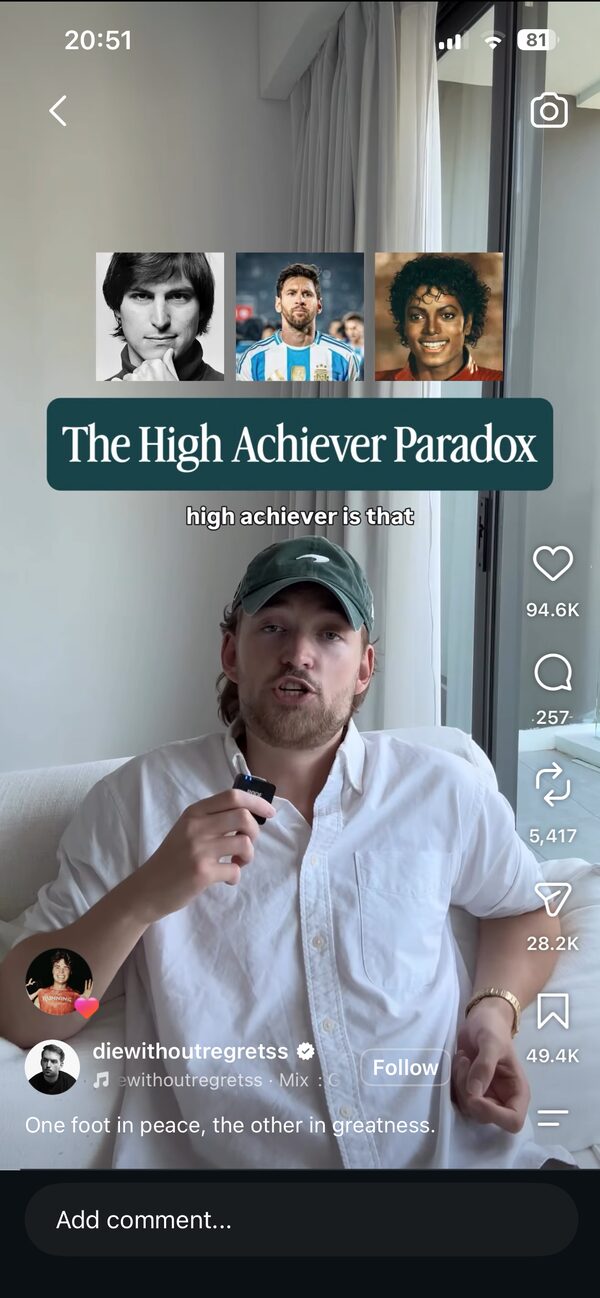 20:51
81
The High Achiever Paradox
high achiever is that
94.6K
257
5,417
28.2K
49.4K
RUNNING
diewithoutregretss
ewithoutregretss · Mix : G
Follow
One foot in peace, the other in greatness.
Add comment...